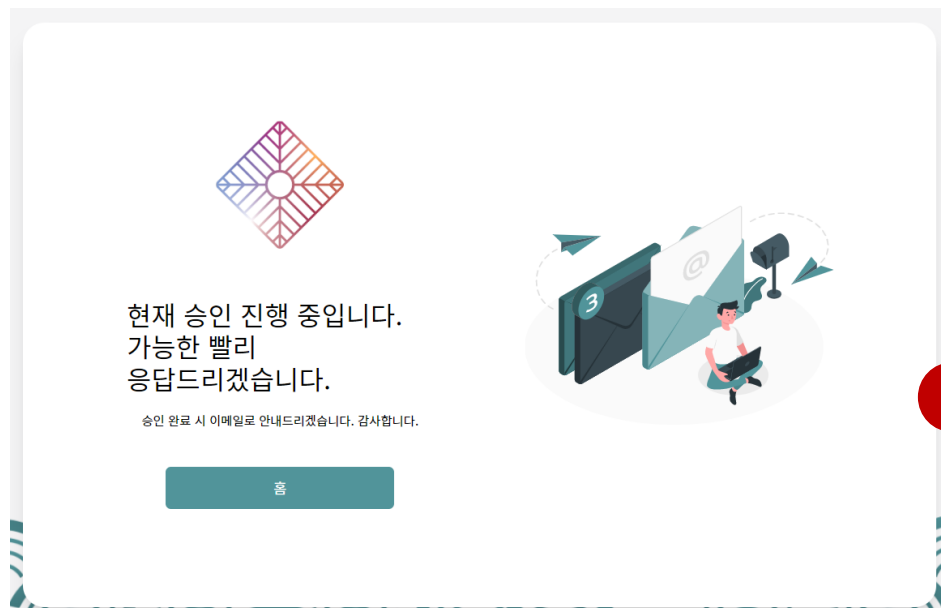 현재 승인 진행 중입니다.
가능한 빨리
응답드리겠습니다.
승인 완료 시 이메일로 안내드리겠습니다. 감사합니다.
홈
@
3